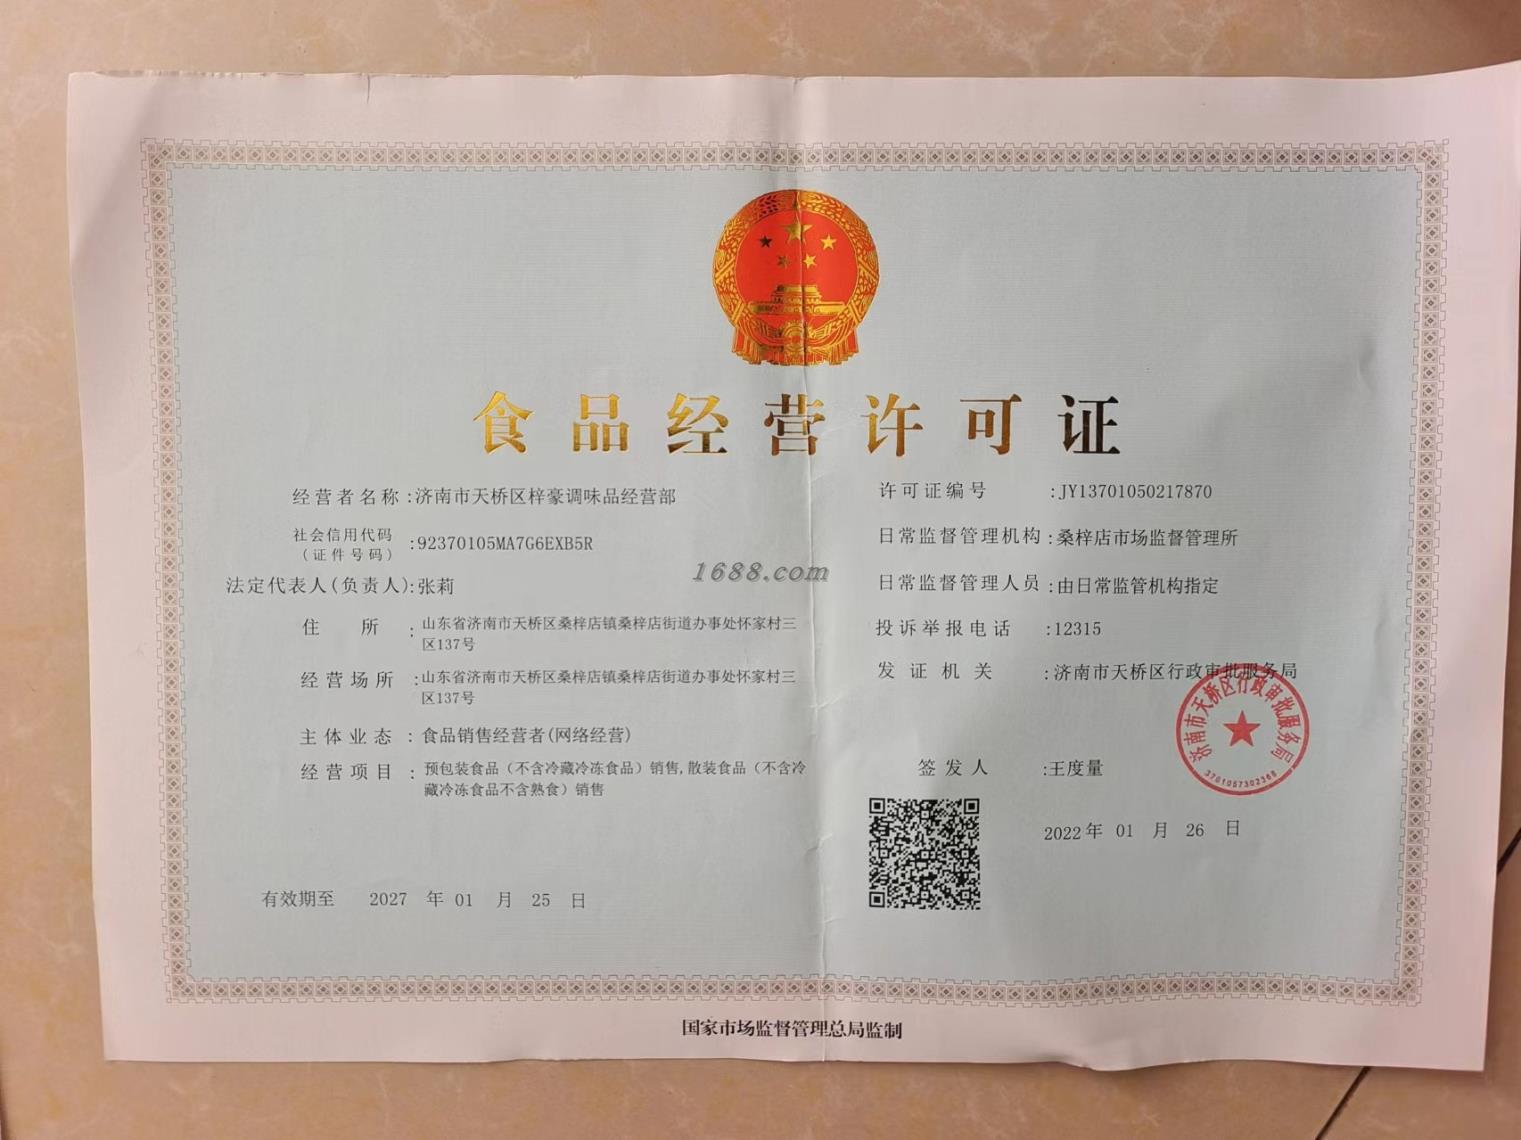 食品经营许可证
经营者名称:济南市天桥区梓豪调味品经营部
社会信用代码
(证件号码)
:92370105MA7G6EXB5R
法定代表人(负责人):张莉
住所:山东省济南市天桥区桑梓店镇桑梓店街道办事处怀家村三
区137号
经营场所:山东省济南市天桥区桑梓店镇桑梓店街道办事处怀家村三
区137号
主体业态:食品销售经营者(网络经营)
经营项目:预包装食品（不含冷藏冷冻食品）销售,散装食品（不含冷
藏冷冻食品不含熟食）销售
有效期至 2027 年 01 月 25 日
许可证编号:JY13701050217870
日常监督管理机构:桑梓店市场监督管理所
日常监督管理人员:由日常监管机构指定
投诉举报电话:12315
发证机关:济南市天桥区行政审批服务局
济南市天桥区行政审批服务局
3701057302368
签发人:王度量
2022 年 01 月 26 日
1688.com
国家市场监督管理总局监制